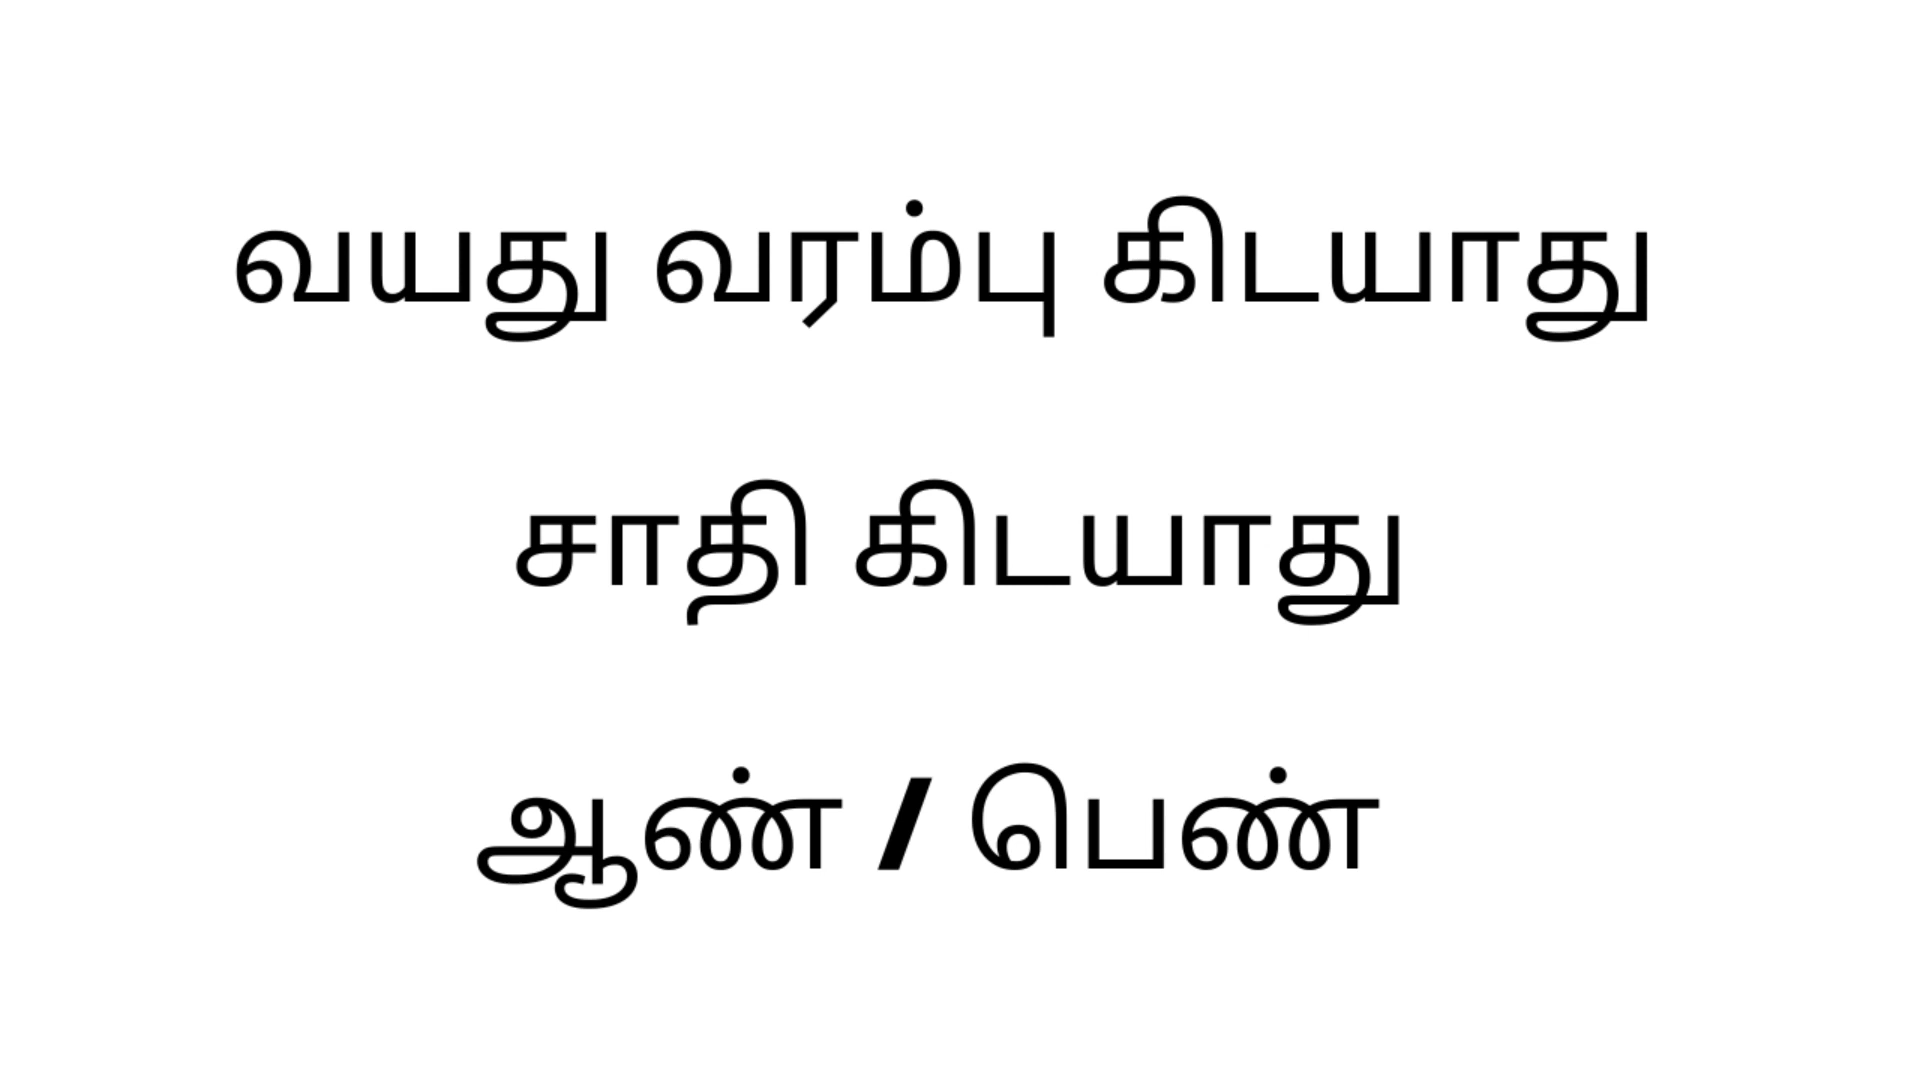 வயது வரம்பு கிடயாது
சாதி கிடயாது
ஆண் / பெண்